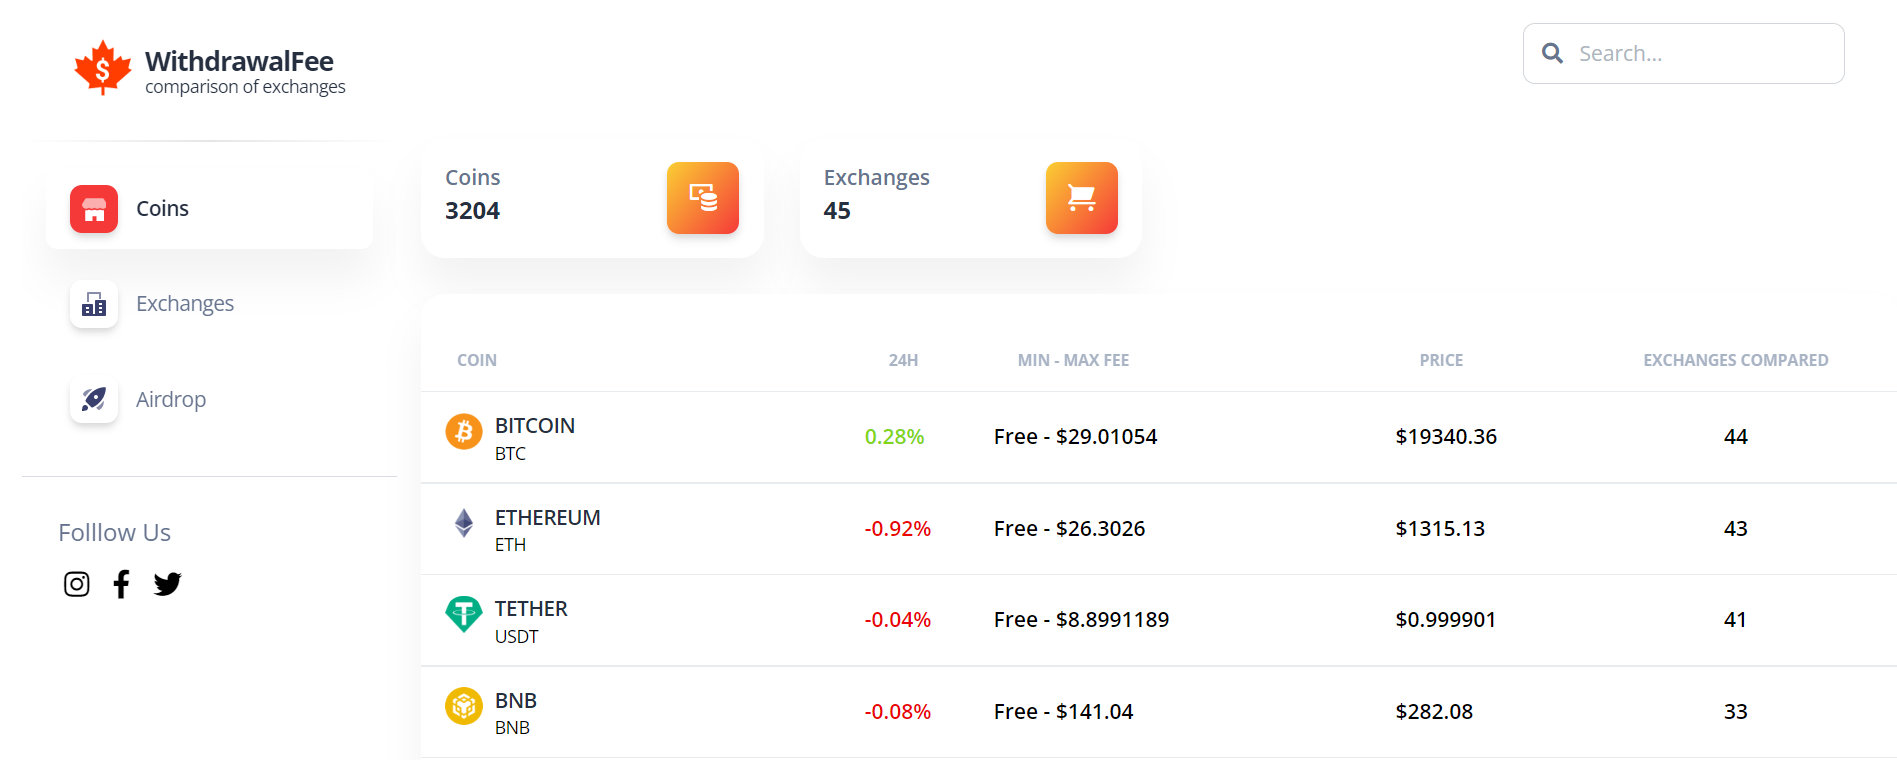 WithdrawalFee
comparison of exchanges
Search...
Coins
Exchanges
Airdrop
Folllow Us
Coins
3204
Exchanges
45
COIN 24H MIN - MAX FEE PRICE EXCHANGES COMPARED
BITCOIN
BTC
0.28% Free - $29.01054 $19340.36 44
ETHEREUM
ETH
-0.92% Free - $26.3026 $1315.13 43
TETHER
USDT
-0.04% Free - $8.8991189 $0.999901 41
BNB
BNB
-0.08% Free - $141.04 $282.08 33